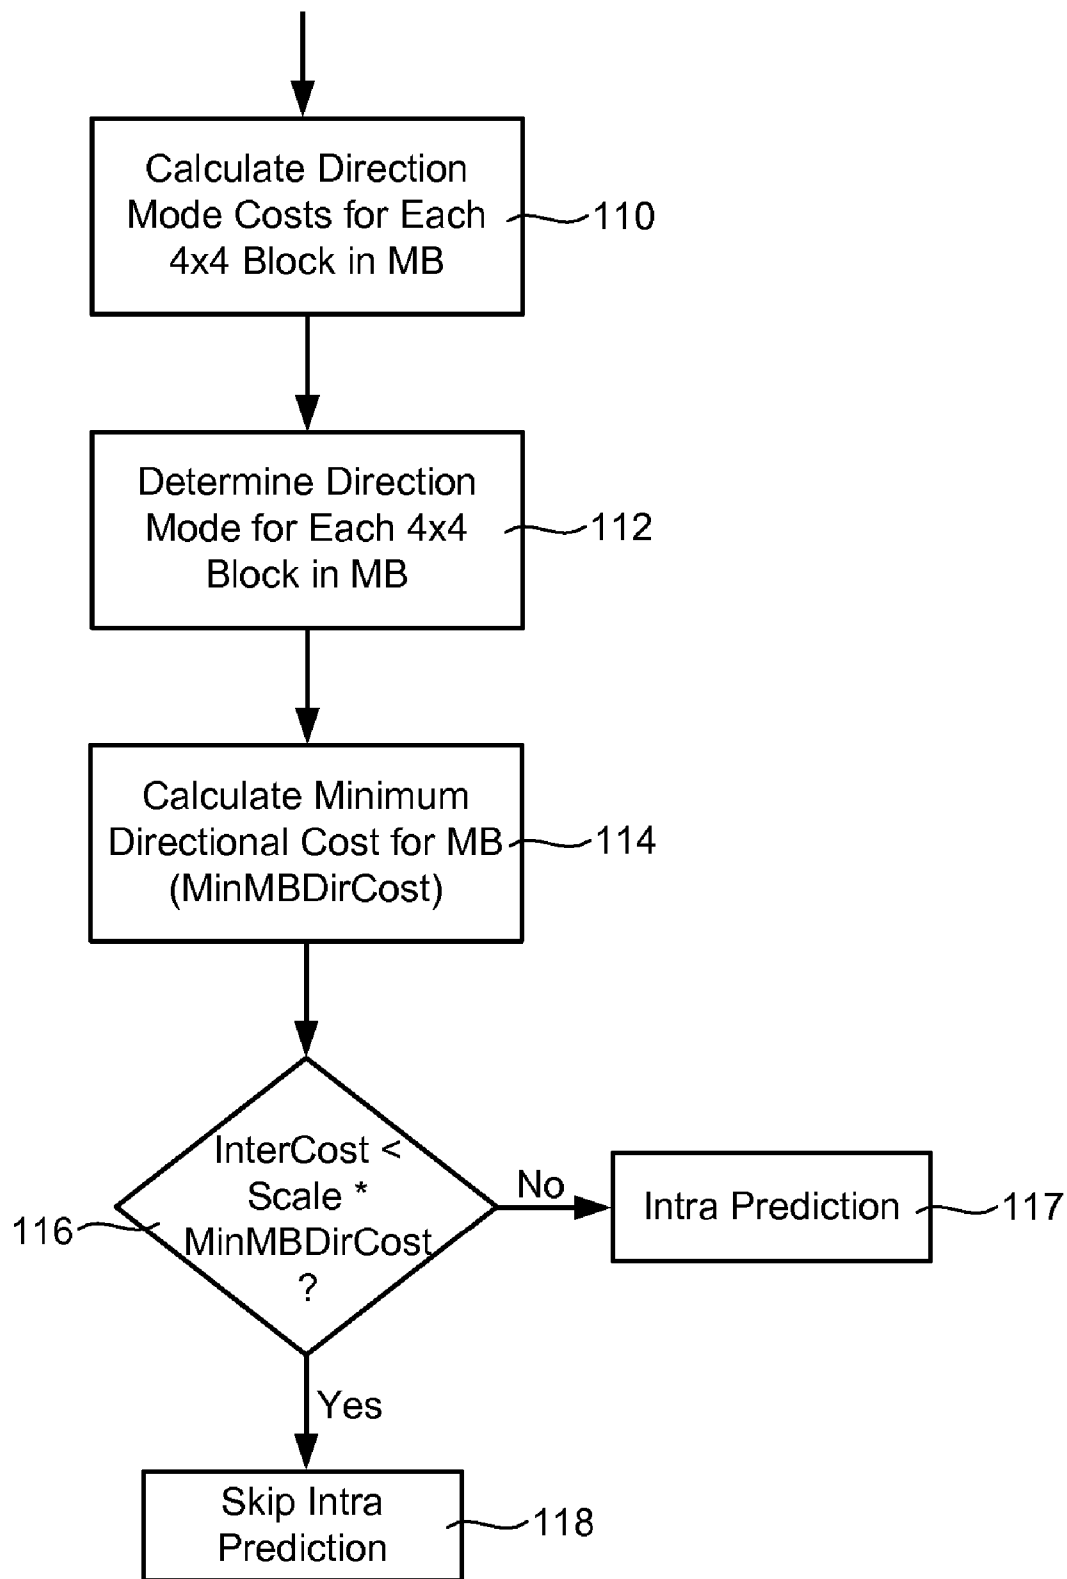 Calculate Direction
Mode Costs for Each
4x4 Block in MB
110
Determine Direction
Mode for Each 4x4
Block in MB
112
Calculate Minimum
Directional Cost for MB
(MinMBDirCost)
114
InterCost <
Scale *
MinMBDirCost
?
116
No
Intra Prediction
117
Yes
Skip Intra
Prediction
118